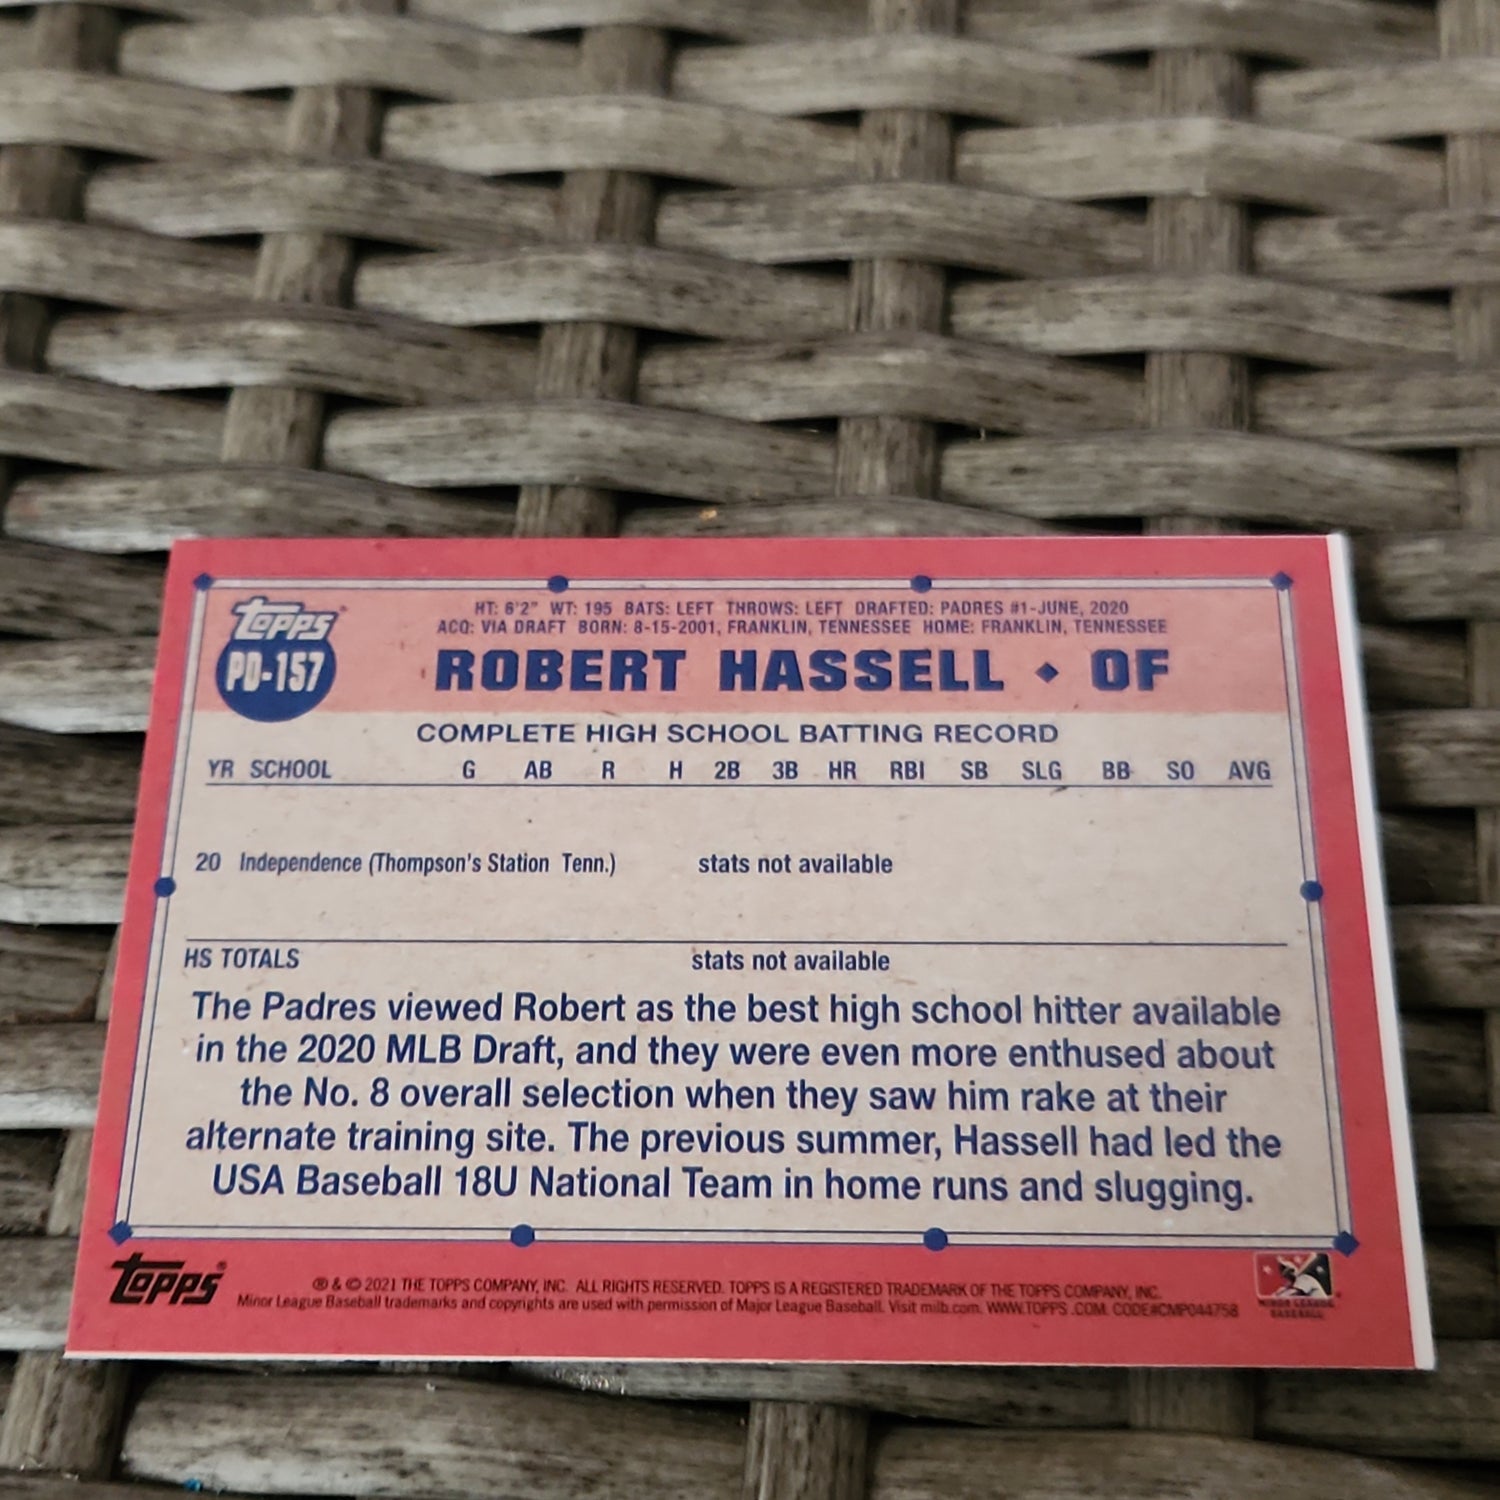 Topps
PD-157
HT: 6'2" WT: 195 BATS: LEFT THROWS: LEFT DRAFTED: PADRES #1-JUNE, 2020
ACQ: VIA DRAFT BORN: 8-15-2001, FRANKLIN, TENNESSEE HOME: FRANKLIN, TENNESSEE
ROBERT HASSELL ◆ OF
COMPLETE HIGH SCHOOL BATTING RECORD
YR SCHOOL G AB R H 2B 3B HR RBI SB SLG BB SO AVG
20 Independence (Thompson's Station Tenn.) stats not available
HS TOTALS stats not available
The Padres viewed Robert as the best high school hitter available
in the 2020 MLB Draft, and they were even more enthused about
the No. 8 overall selection when they saw him rake at their
alternate training site. The previous summer, Hassell had led the
USA Baseball 18U National Team in home runs and slugging.
Topps®
® & © 2021 THE TOPPS COMPANY, INC. ALL RIGHTS RESERVED. TOPPS IS A REGISTERED TRADEMARK OF THE TOPPS COMPANY, INC.
Minor League Baseball trademarks and copyrights are used with permission of Major League Baseball. Visit milb.com. WWW.TOPPS.COM. CODE#CMP044758
MINOR LEAGUE
BASEBALL